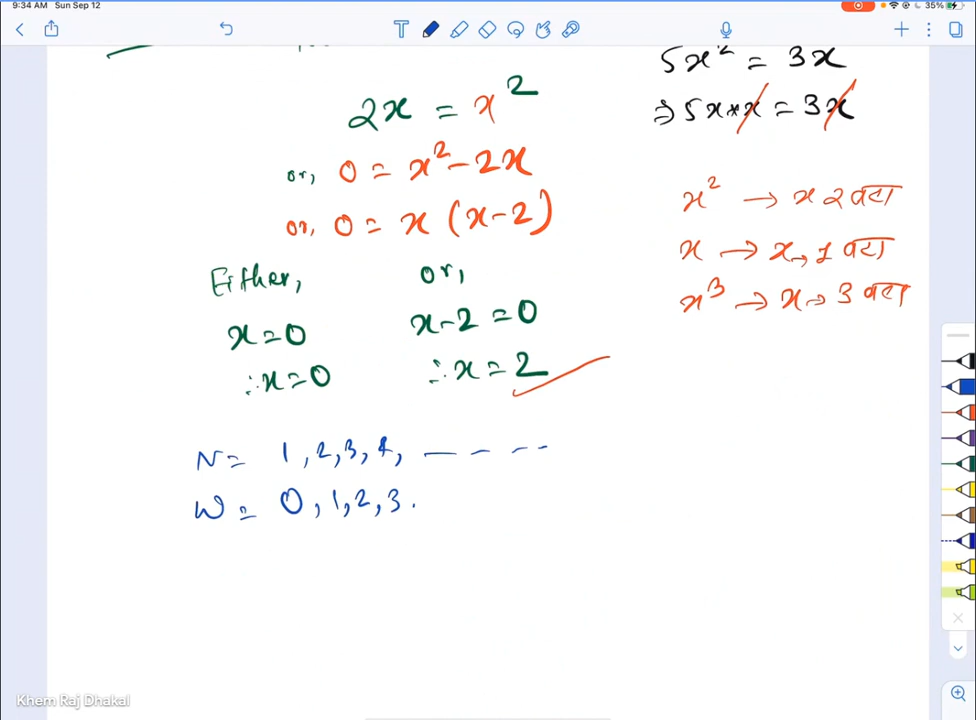 9:34 AM Sun Sep 12
35%
2x = x²
or, 0 = x² - 2x
or, 0 = x (x-2)
Either,
x=0
∴x=0
or,
x-2 =0
∴x = 2
N= 1, 2, 3, 4, — - - -
W = 0, 1, 2, 3.
5x² = 3x
⇒ 5x*x = 3x
x² → x 2 वटा
x → x→ 1 वटा
x³ → x → 3 वटा
Khem Raj Dhakal